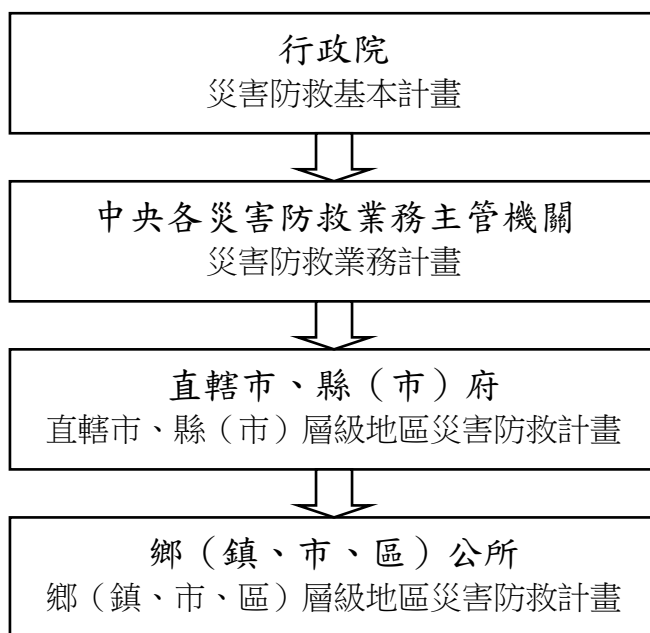 行政院
災害防救基本計畫
中央各災害防救業務主管機關
災害防救業務計畫
直轄市、縣（市）府
直轄市、縣（市）層級地區災害防救計畫
鄉（鎮、市、區）公所
鄉（鎮、市、區）層級地區災害防救計畫